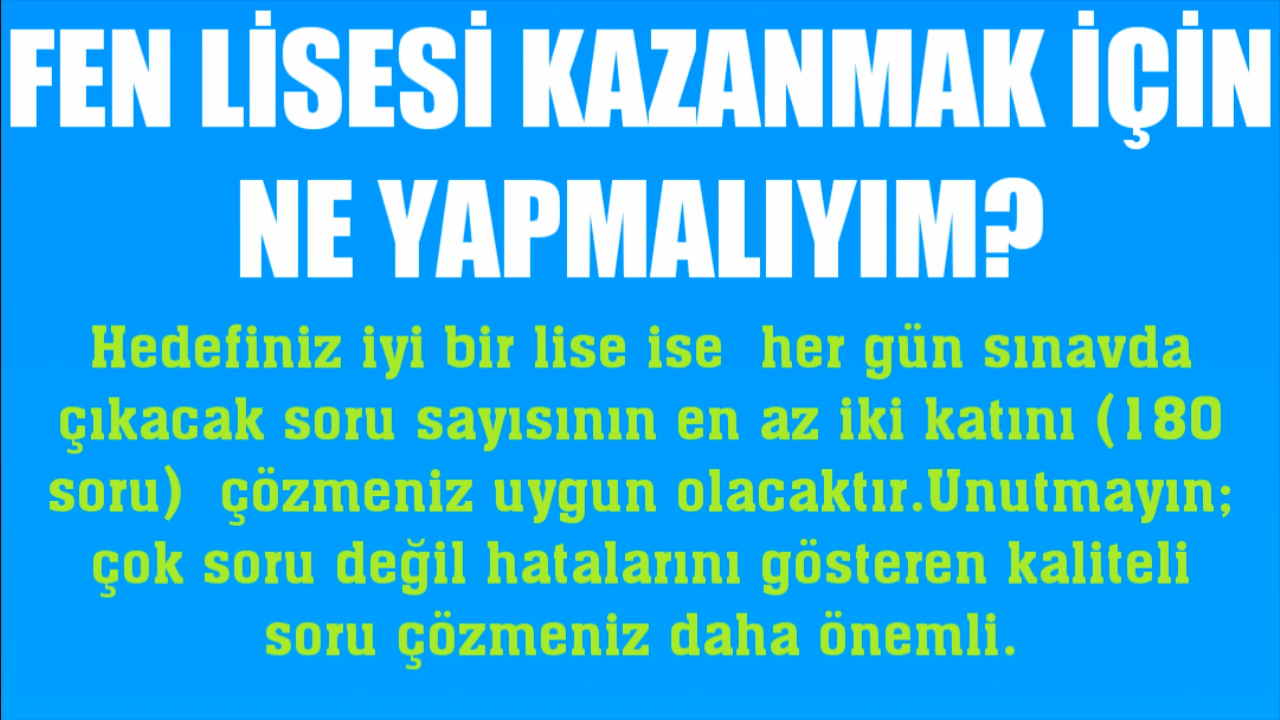 FEN LİSESİ KAZANMAK İÇİN
NE YAPMALIYIM?
Hedefiniz iyi bir lise ise her gün sınavda
çıkacak soru sayısının en az iki katını (180
soru) çözmeniz uygun olacaktır.Unutmayın;
çok soru değil hatalarını gösteren kaliteli
soru çözmeniz daha önemli.